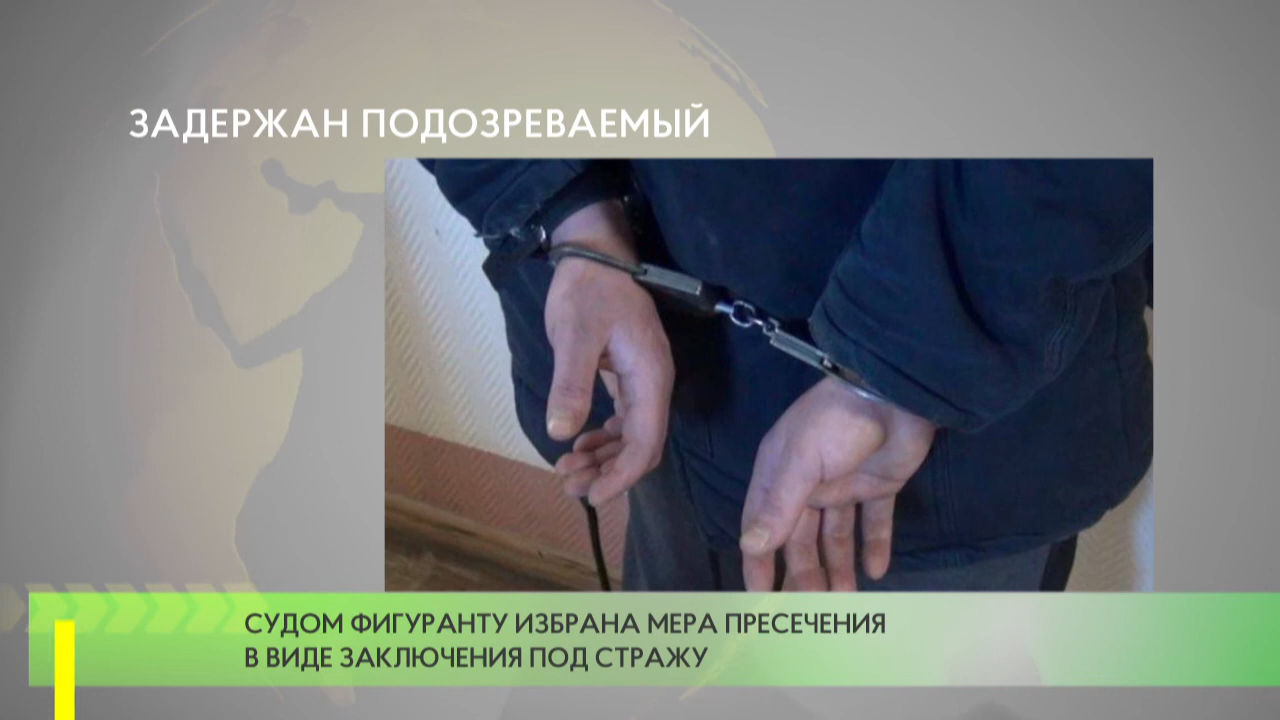 ЗАДЕРЖАН ПОДОЗРЕВАЕМЫЙ
СУДОМ ФИГУРАНТУ ИЗБРАНА МЕРА ПРЕСЕЧЕНИЯ
В ВИДЕ ЗАКЛЮЧЕНИЯ ПОД СТРАЖУ